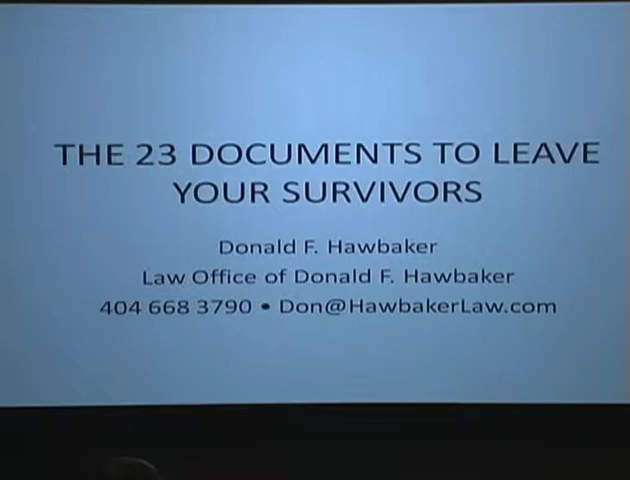 THE 23 DOCUMENTS TO LEAVE
YOUR SURVIVORS
Donald F. Hawbaker
Law Office of Donald F. Hawbaker
404 668 3790 • Don@HawbakerLaw.com